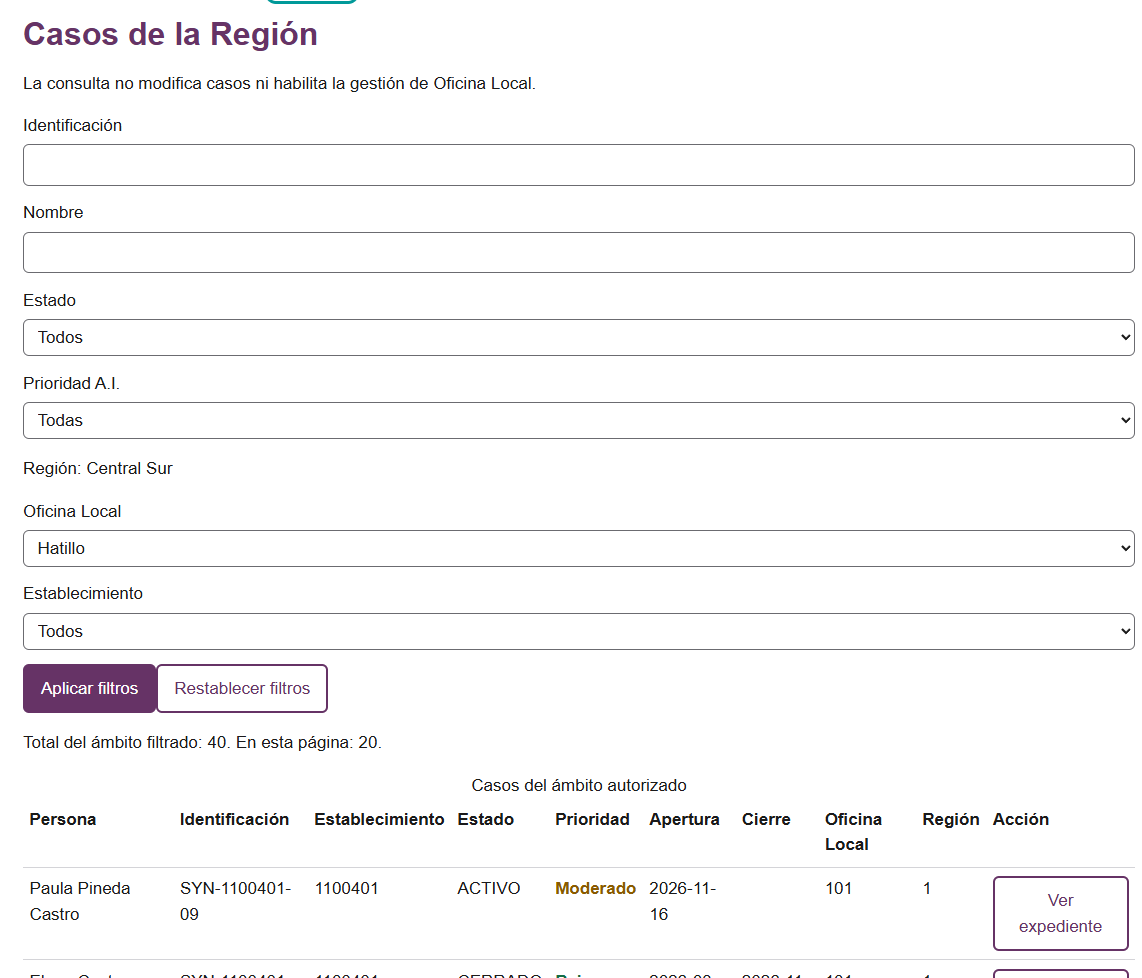 Casos de la Región
La consulta no modifica casos ni habilita la gestión de Oficina Local.
Identificación
Nombre
Estado
Todos
Prioridad A.I.
Todas
Región: Central Sur
Oficina Local
Hatillo
Establecimiento
Todos
Aplicar filtros Restablecer filtros
Total del ámbito filtrado: 40. En esta página: 20.
Casos del ámbito autorizado
Persona Identificación Establecimiento Estado Prioridad Apertura Cierre Oficina Región Acción
Local
Paula Pineda SYN-1100401- 1100401 ACTIVO Moderado 2026-11- 101 1 Ver
Castro 09 16 expediente